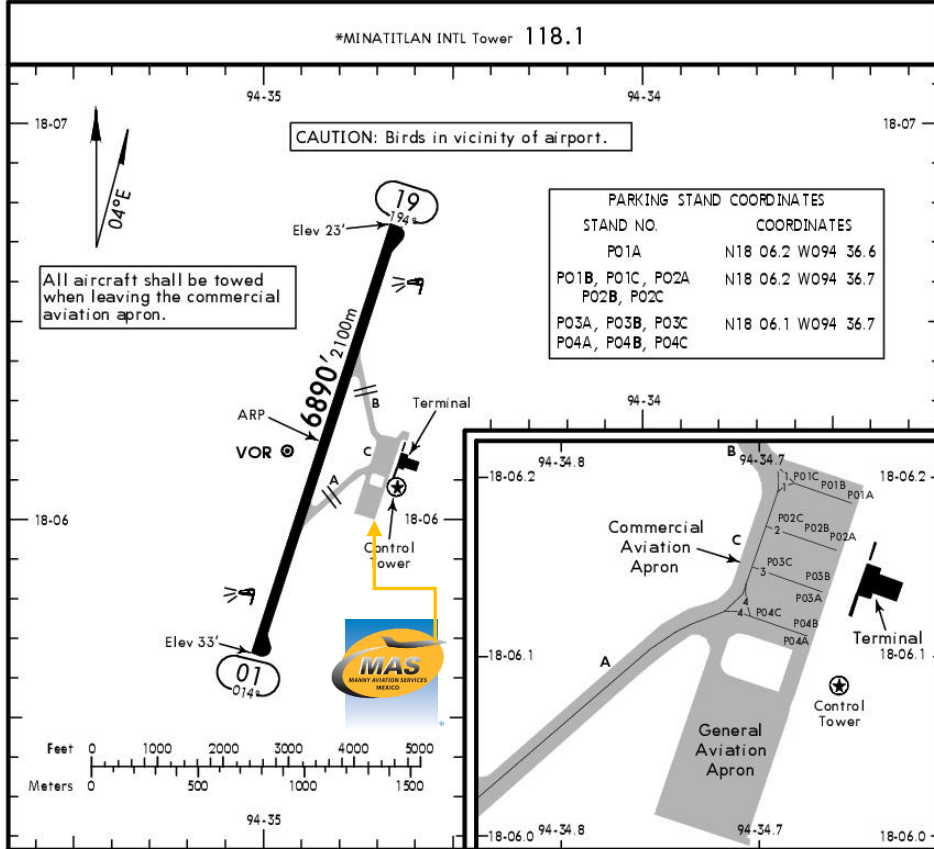 *MINATITLAN INTL Tower 118.1
94-35
94-34
18-07
18-07
CAUTION: Birds in vicinity of airport.
04°E
19
194°
Elev 23'
All aircraft shall be towed
when leaving the commercial
aviation apron.
PARKING STAND COORDINATES
STAND NO.
COORDINATES
P01A
N18 06.2 W094 36.6
P01B, P01C, P02A
P02B, P02C
N18 06.2 W094 36.7
P03A, P03B, P03C
P04A, P04B, P04C
N18 06.1 W094 36.7
94-34
6890' 2100m
B
ARP
Terminal
VOR
C
A
18-06
18-06
Control
Tower
Elev 33'
01
014°
MAS
MANNY AVIATION SERVICES
MEXICO
®
Feet 0 1000 2000 3000 4000 5000
Meters 0 500 1000 1500
94-35
B
94-34.8
94-34.7
18-06.2
18-06.2
1
P01C
P01B
P01A
1
P02C
P02B
P02A
2
Commercial
Aviation
Apron
C
P03C
P03B
P03A
3
4
4
P04C
P04B
P04A
Terminal
18-06.1
18-06.1
A
Control
Tower
General
Aviation
Apron
18-06.0
94-34.8
94-34.7
18-06.0